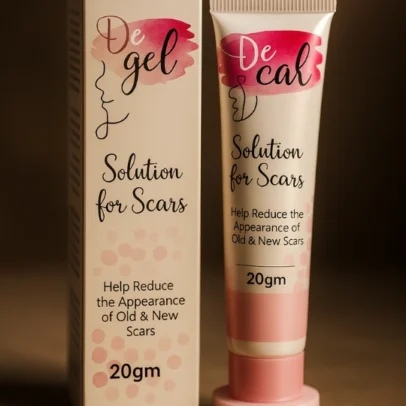 De
gel
Solution
for Scars
Help Reduce
the Appearance
of Old & New
Scars
20gm
De
cal
Solution
for Scars
Help Reduce the
Appearance of
Old & New Scars
20gm